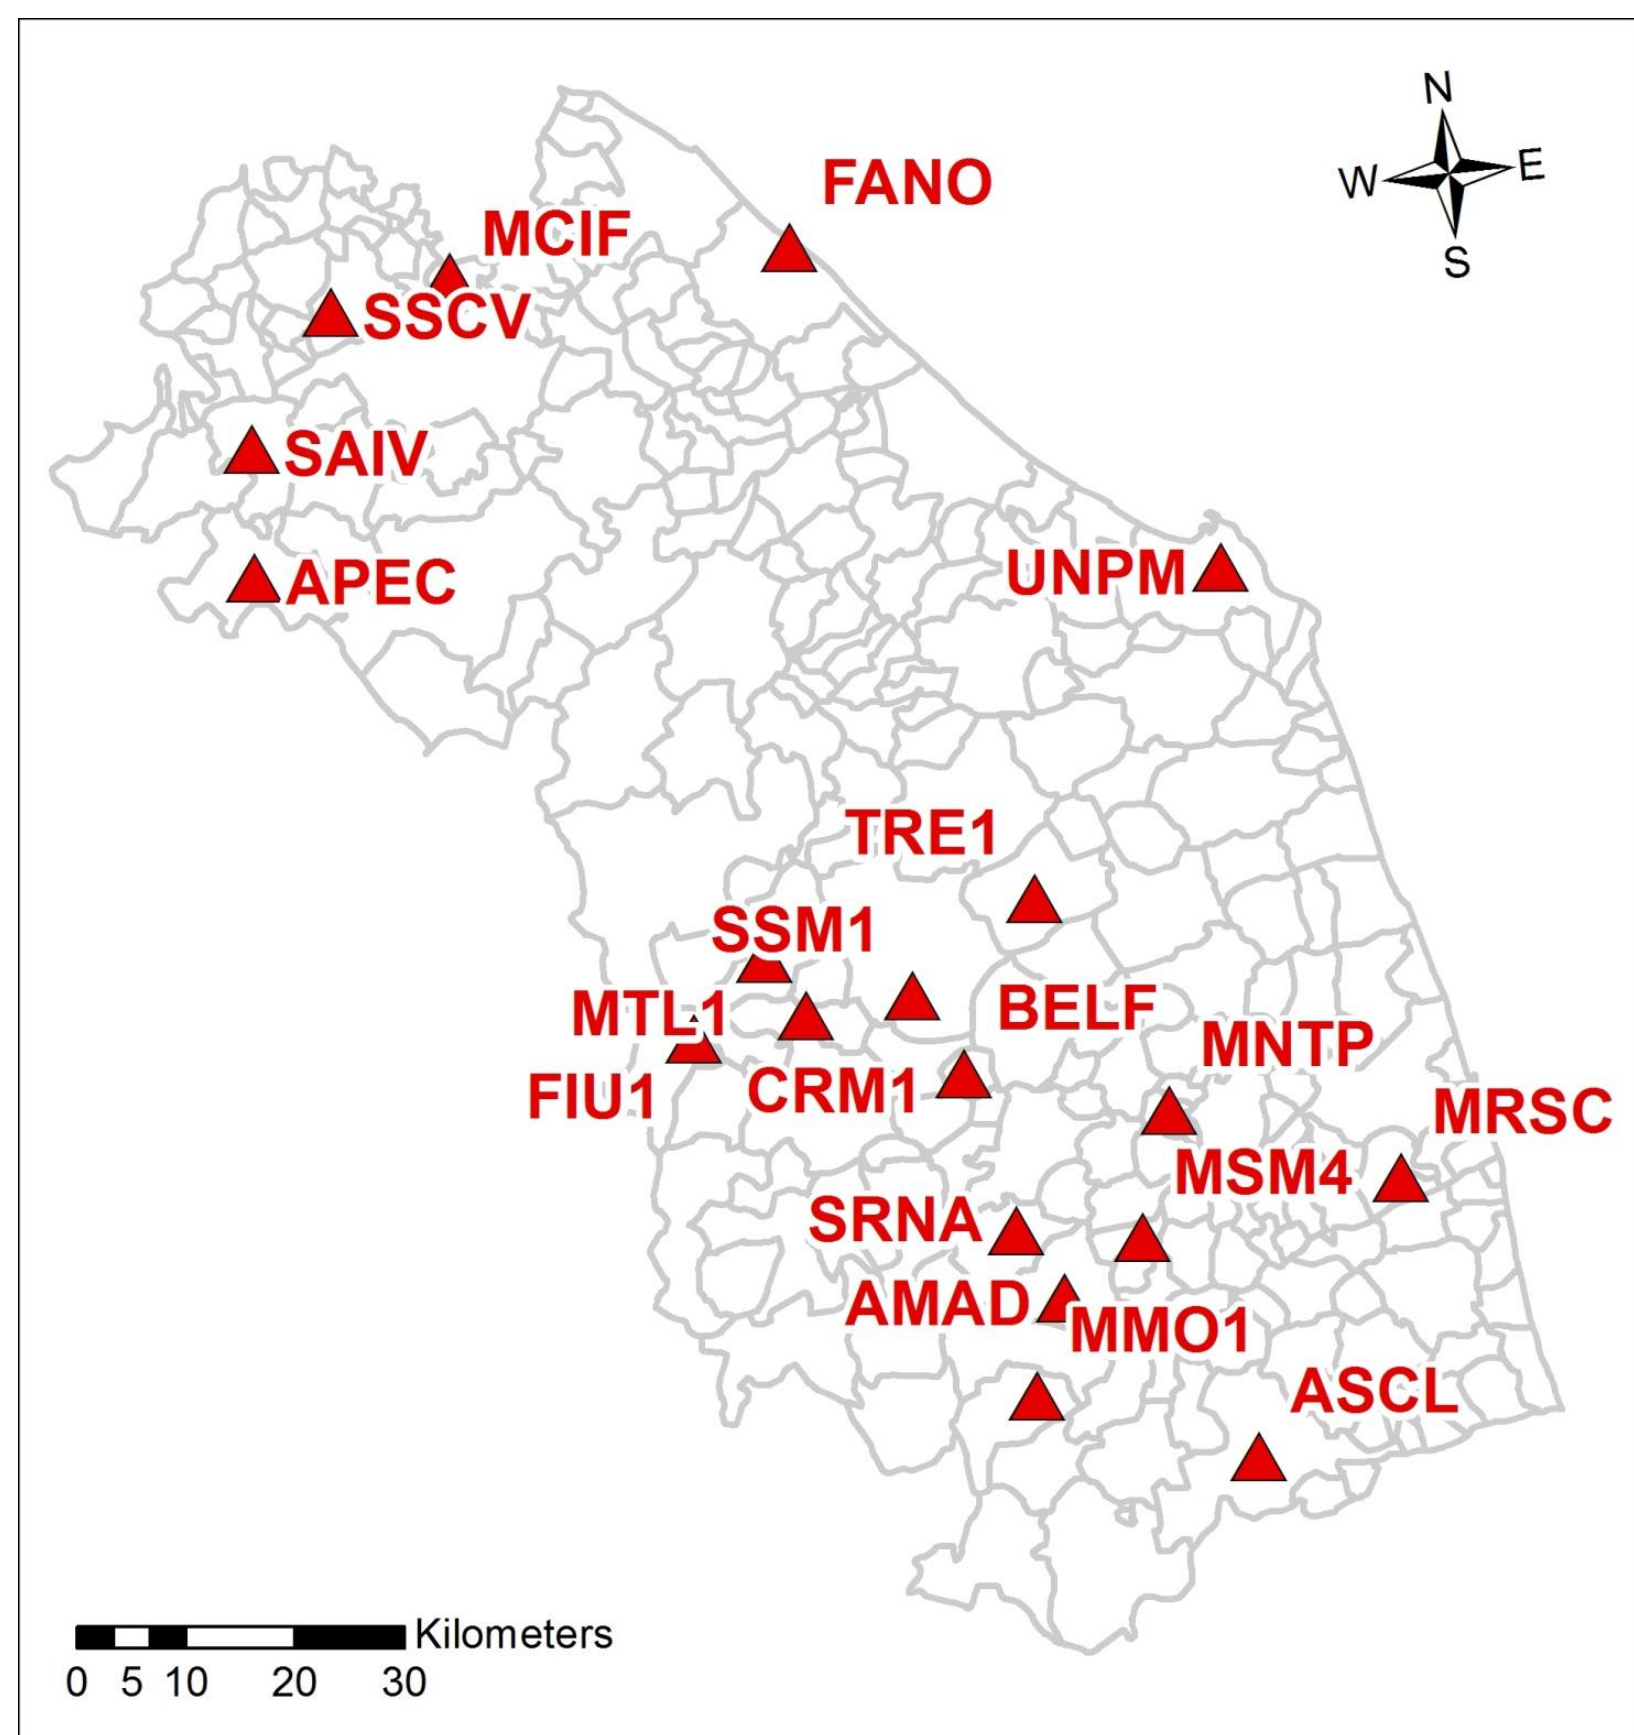 N
FANO
W E
MCIF
S
SSCV
SAIV
UNPM
APEC
TRE1
SSM1
BELF
MTL1
MNTP
CRM1
FIU1
MRSC
MSM4
SRNA
AMAD
MMO1
ASCL
Kilometers
0 5 10 20 30